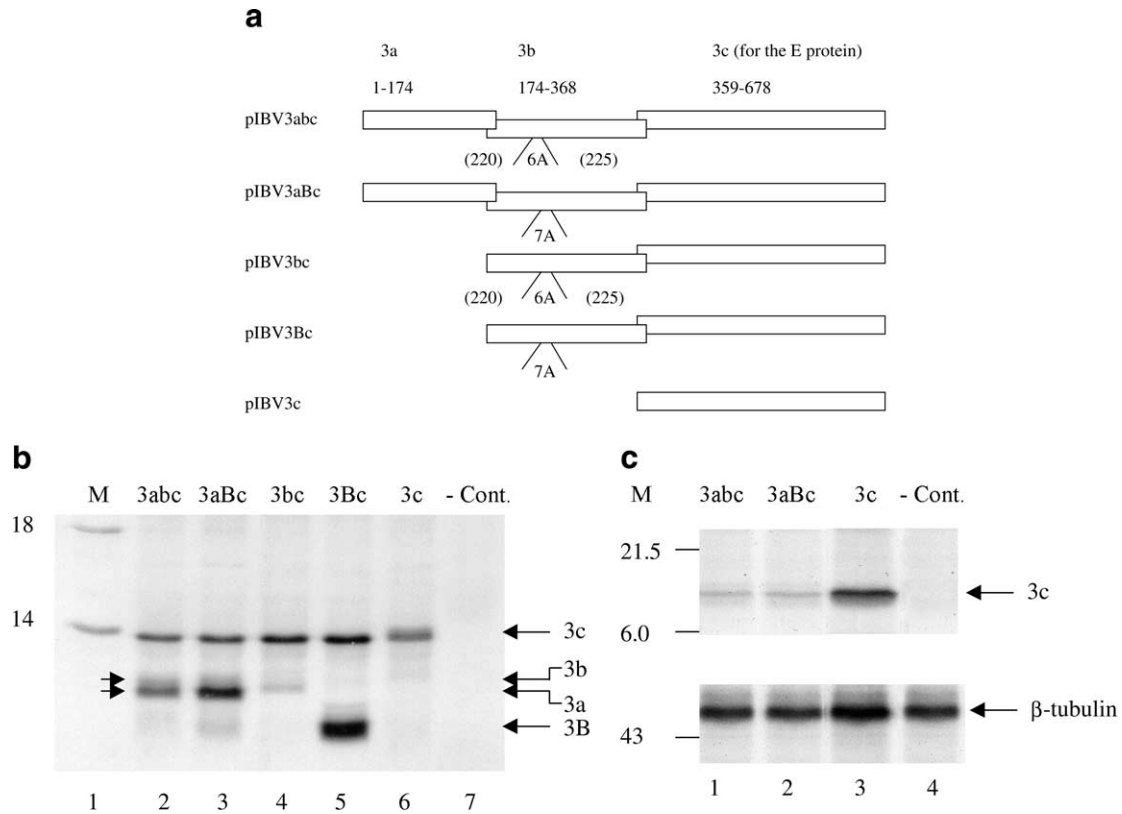 a
3a 3b 3c (for the E protein)
1-174 174-368 359-678
pIBV3abc
(220) 6A (225)
pIBV3aBc
7A
pIBV3bc
(220) 6A (225)
pIBV3Bc
7A
pIBV3c
b
M 3abc 3aBc 3bc 3Bc 3c - Cont.
18
14
3c
3b
3a
3B
1 2 3 4 5 6 7
c
M 3abc 3aBc 3c - Cont.
21.5
3c
6.0
β-tubulin
43
1 2 3 4